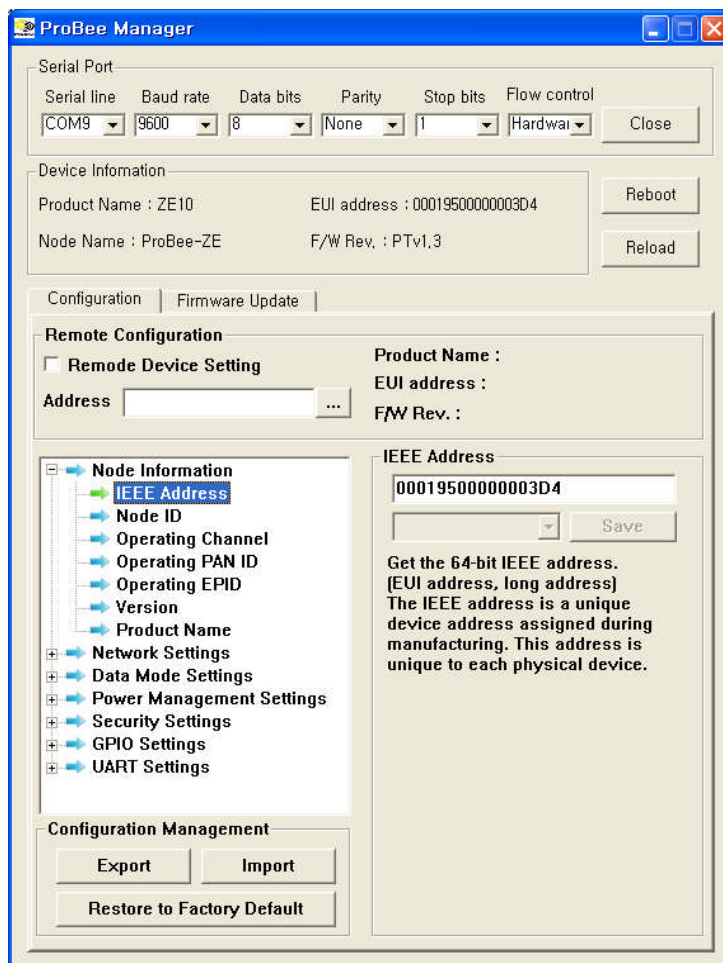 ProBee Manager
Serial Port
Serial line Baud rate Data bits Parity Stop bits Flow control
COM9 9600 8 None 1 Hardwai Close
Device Infomation
Product Name : ZE10 EUI address : 00019500000003D4
Node Name : ProBee-ZE F/W Rev. : PTv1.3
Reboot
Reload
Configuration Firmware Update
Remote Configuration
Remode Device Setting
Address ...
Product Name :
EUI address :
F/W Rev. :
Node Information
IEEE Address
Node ID
Operating Channel
Operating PAN ID
Operating EPID
Version
Product Name
Network Settings
Data Mode Settings
Power Management Settings
Security Settings
GPIO Settings
UART Settings
IEEE Address
00019500000003D4
Save
Get the 64-bit IEEE address.
(EUI address, long address)
The IEEE address is a unique
device address assigned during
manufacturing. This address is
unique to each physical device.
Configuration Management
Export Import
Restore to Factory Default